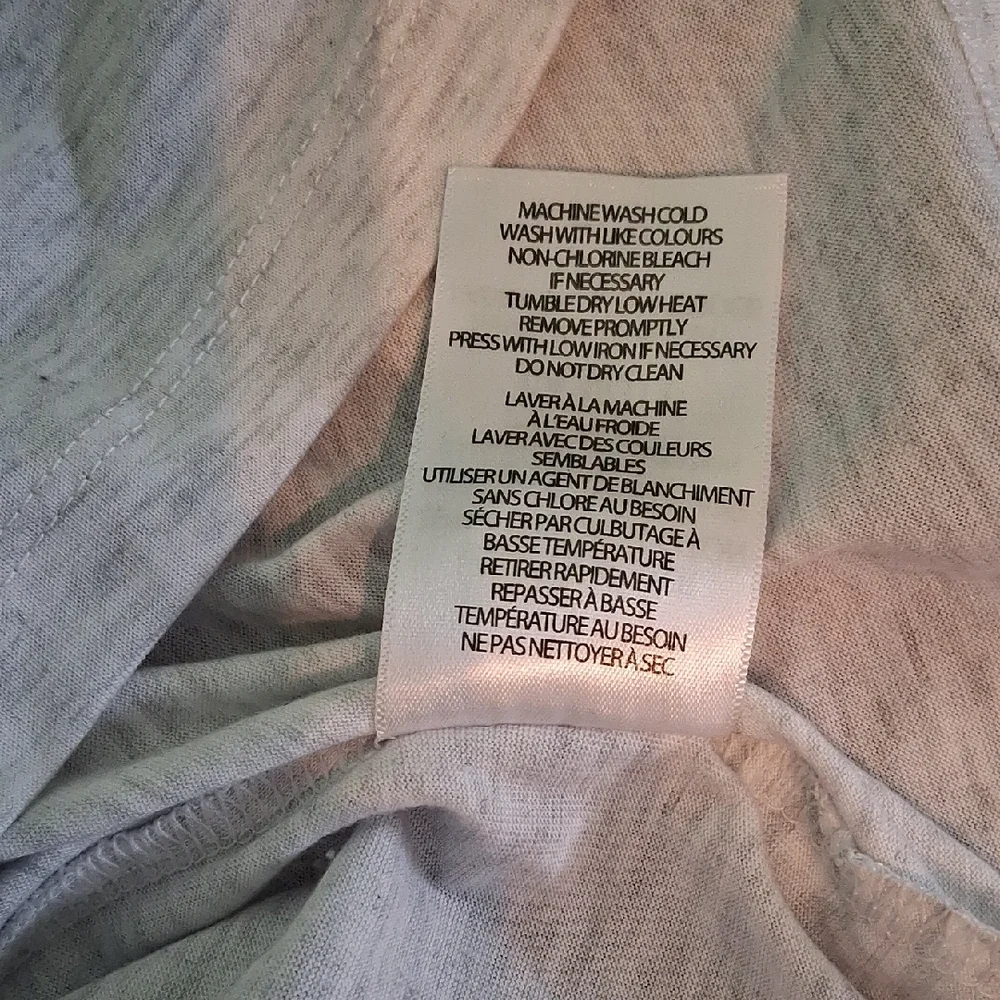 MACHINE WASH COLD
WASH WITH LIKE COLOURS
NON-CHLORINE BLEACH
IF NECESSARY
TUMBLE DRY LOW HEAT
REMOVE PROMPTLY
PRESS WITH LOW IRON IF NECESSARY
DO NOT DRY CLEAN
LAVER À LA MACHINE
À L'EAU FROIDE
LAVER AVEC DES COULEURS
SEMBLABLES
UTILISER UN AGENT DE BLANCHIMENT
SANS CHLORE AU BESOIN
SÉCHER PAR CULBUTAGE À
BASSE TEMPÉRATURE
RETIRER RAPIDEMENT
REPASSER À BASSE
TEMPÉRATURE AU BESOIN
NE PAS NETTOYER À SEC